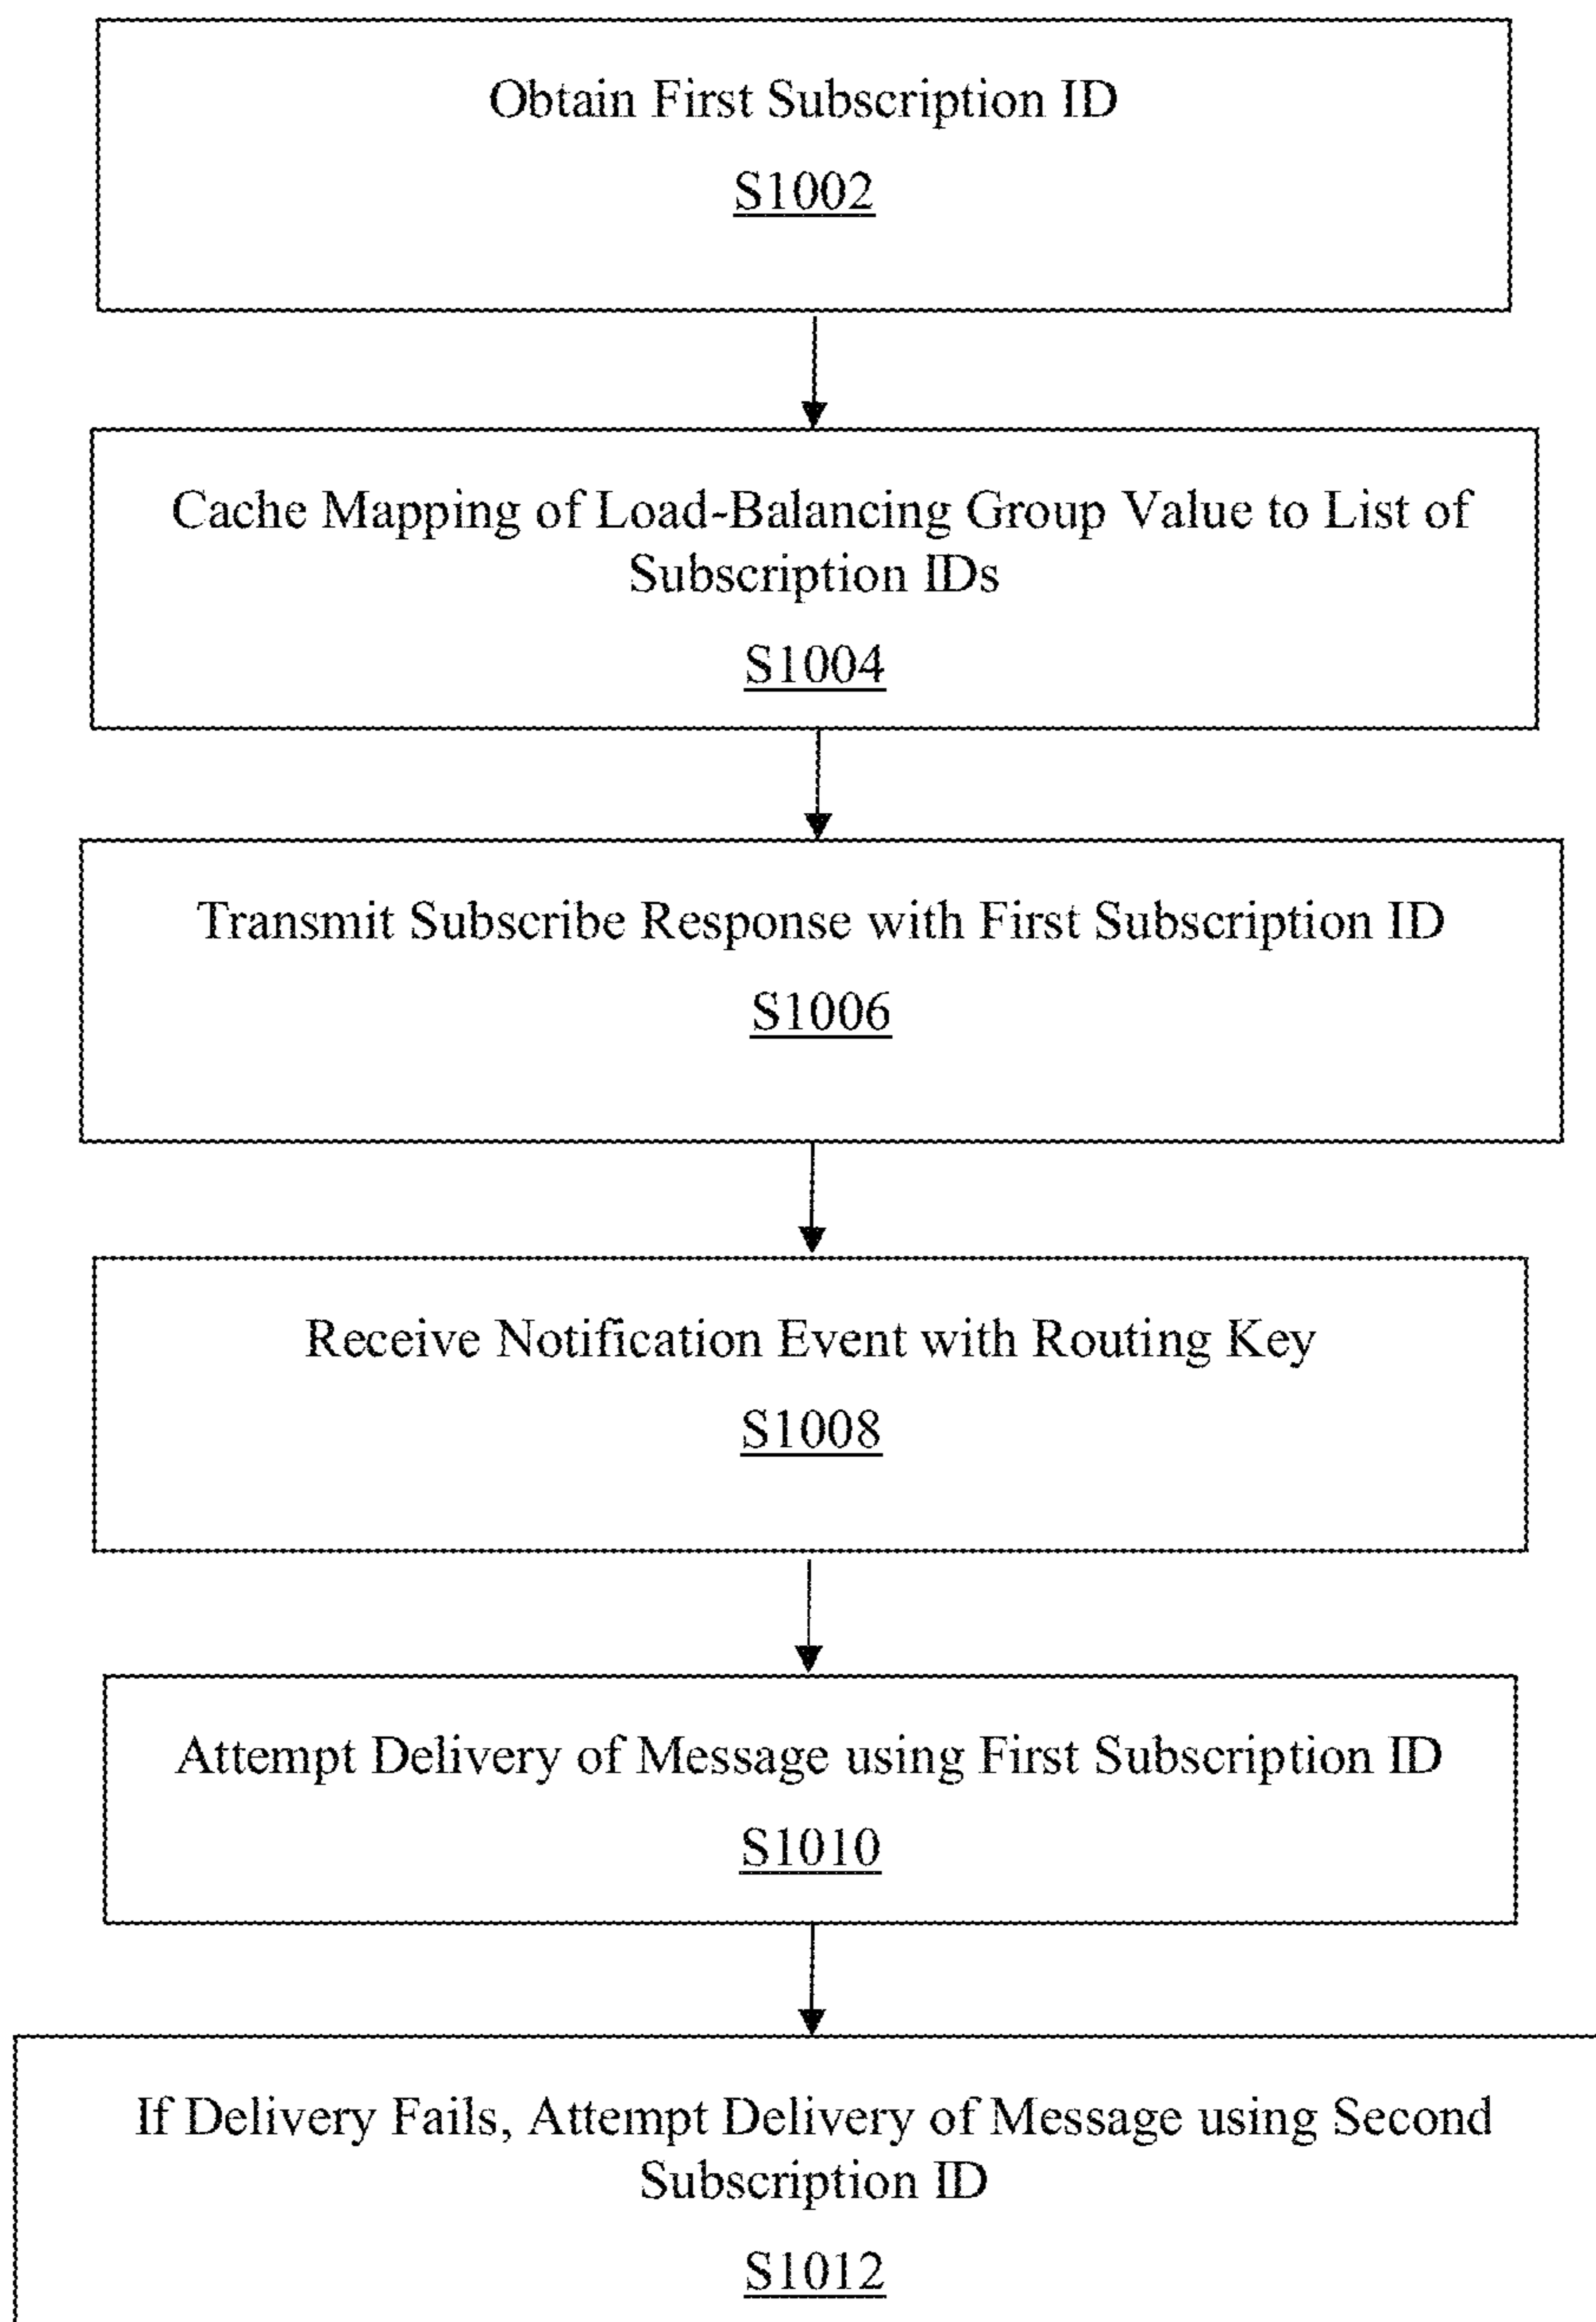 Obtain First Subscription ID
S1002
Cache Mapping of Load-Balancing Group Value to List of
Subscription IDs
S1004
Transmit Subscribe Response with First Subscription ID
S1006
Receive Notification Event with Routing Key
S1008
Attempt Delivery of Message using First Subscription ID
S1010
If Delivery Fails, Attempt Delivery of Message using Second
Subscription ID
S1012